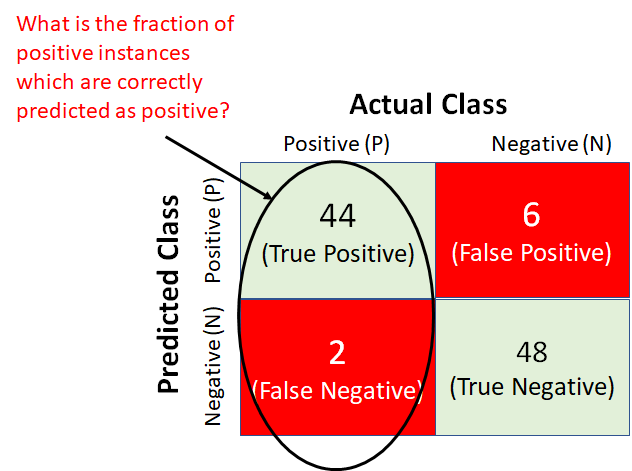 What is the fraction of
positive instances
which are correctly
predicted as positive?
Actual Class
Positive (P)
Negative (N)
Predicted Class
Positive (P)
44
(True Positive)
6
(False Positive)
Negative (N)
2
(False Negative)
48
(True Negative)